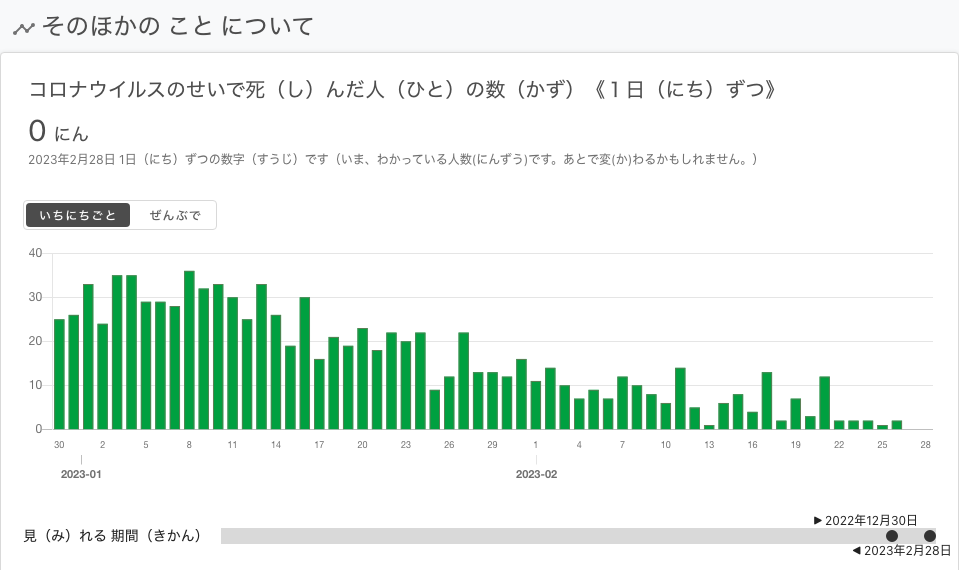 そのほかの こと について
コロナウイルスのせいで死（し）んだ人（ひと）の数（かず）《１日（にち）ずつ》
0 にん
2023年2月28日 1日（にち）ずつの数字（すうじ）です（いま、わかっている人数(にんずう)です。あとで変(か)わるかもしれません。）
いちにちごと ぜんぶで
40
30
20
10
0
30 2 5 8 11 14 17 20 23 26 29 1 4 7 10 13 16 19 22 25 28
2023-01 2023-02
▶ 2022年12月30日
見（み）れる 期間（きかん）
◀ 2023年2月28日